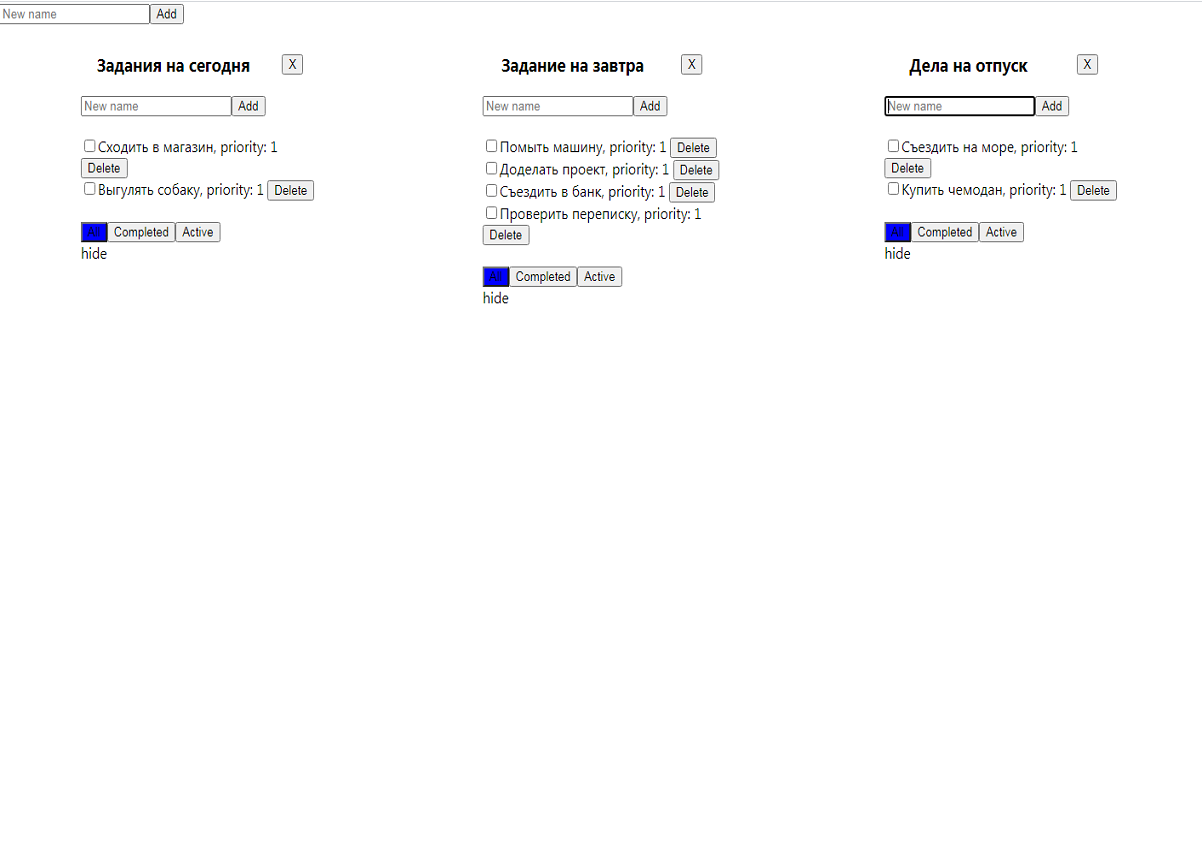 New name Add
Задания на сегодня X
New name Add
Сходить в магазин, priority: 1
Delete
Выгулять собаку, priority: 1 Delete
All Completed Active
hide
Задание на завтра X
New name Add
Помыть машину, priority: 1 Delete
Доделать проект, priority: 1 Delete
Съездить в банк, priority: 1 Delete
Проверить переписку, priority: 1
Delete
All Completed Active
hide
Дела на отпуск X
New name Add
Съездить на море, priority: 1
Delete
Купить чемодан, priority: 1 Delete
All Completed Active
hide